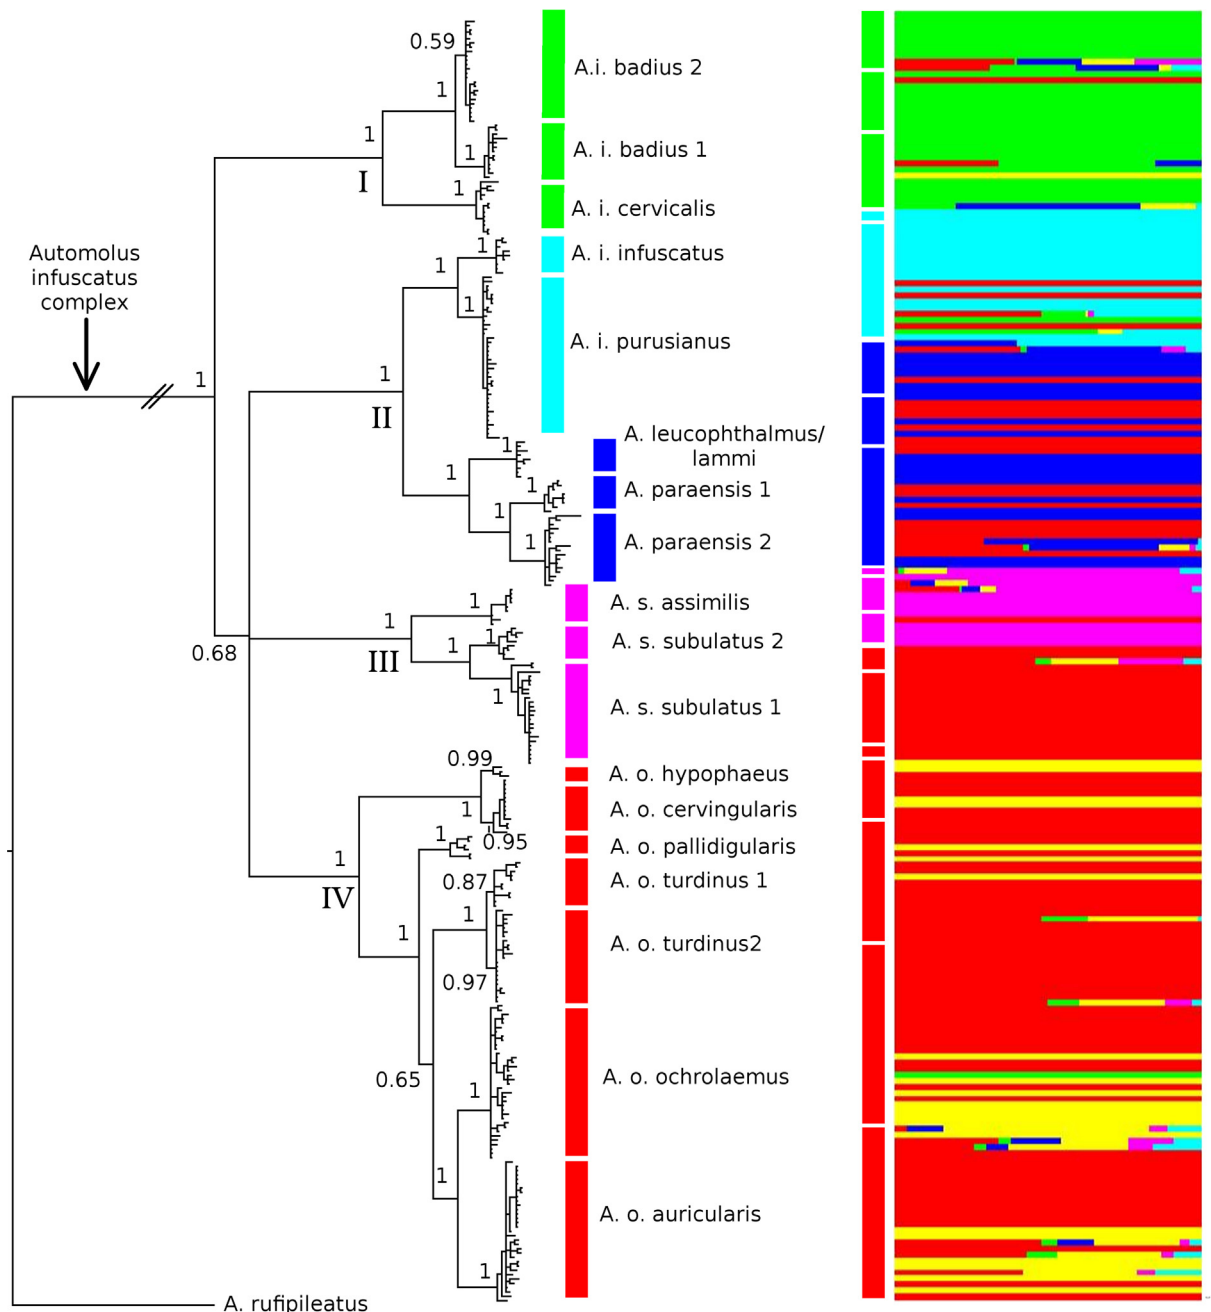 0.59
A.i. badius 2
1
1
1
A. i. badius 1
I
1
A. i. cervicalis
Automolus
infuscatus
complex
1
A. i. infuscatus
1
1
A. i. purusianus
1
1
II
A. leucophthalmus/
lammi
1
1
1
A. paraensis 1
1
1
A. paraensis 2
1
A. s. assimilis
1
1
1
A. s. subulatus 2
0.68
III
1
A. s. subulatus 1
0.99
A. o. hypophaeus
1
A. o. cervingularis
1
0.95
A. o. pallidigularis
1
IV
0.87
A. o. turdinus 1
1
1
A. o. turdinus2
0.97
0.65
1
A. o. ochrolaemus
1
A. o. auricularis
1
A. rufipileatus